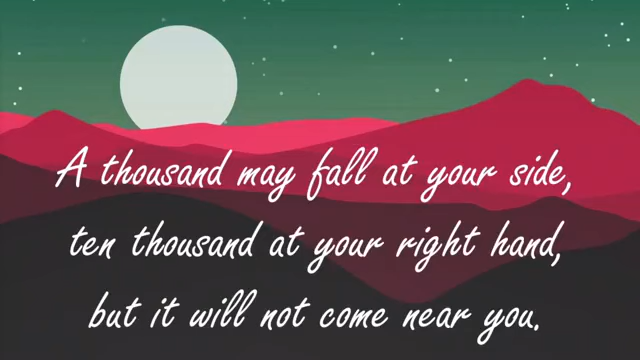 A thousand may fall at your side,
ten thousand at your right hand,
but it will not come near you.